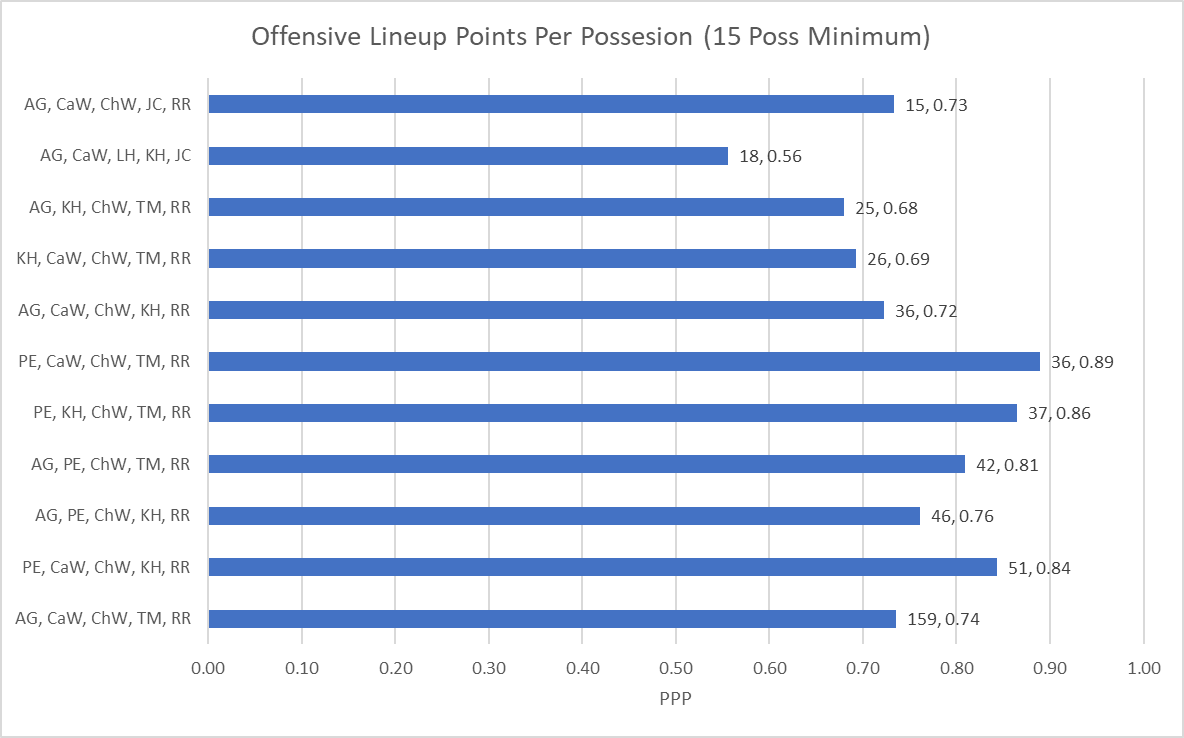 Offensive Lineup Points Per Possesion (15 Poss Minimum)
AG, CaW, ChW, JC, RR
15, 0.73
AG, CaW, LH, KH, JC
18, 0.56
AG, KH, ChW, TM, RR
25, 0.68
KH, CaW, ChW, TM, RR
26, 0.69
AG, CaW, ChW, KH, RR
36, 0.72
PE, CaW, ChW, TM, RR
36, 0.89
PE, KH, ChW, TM, RR
37, 0.86
AG, PE, ChW, TM, RR
42, 0.81
AG, PE, ChW, KH, RR
46, 0.76
PE, CaW, ChW, KH, RR
51, 0.84
AG, CaW, ChW, TM, RR
159, 0.74
0.00 0.10 0.20 0.30 0.40 0.50 0.60 0.70 0.80 0.90 1.00
PPP